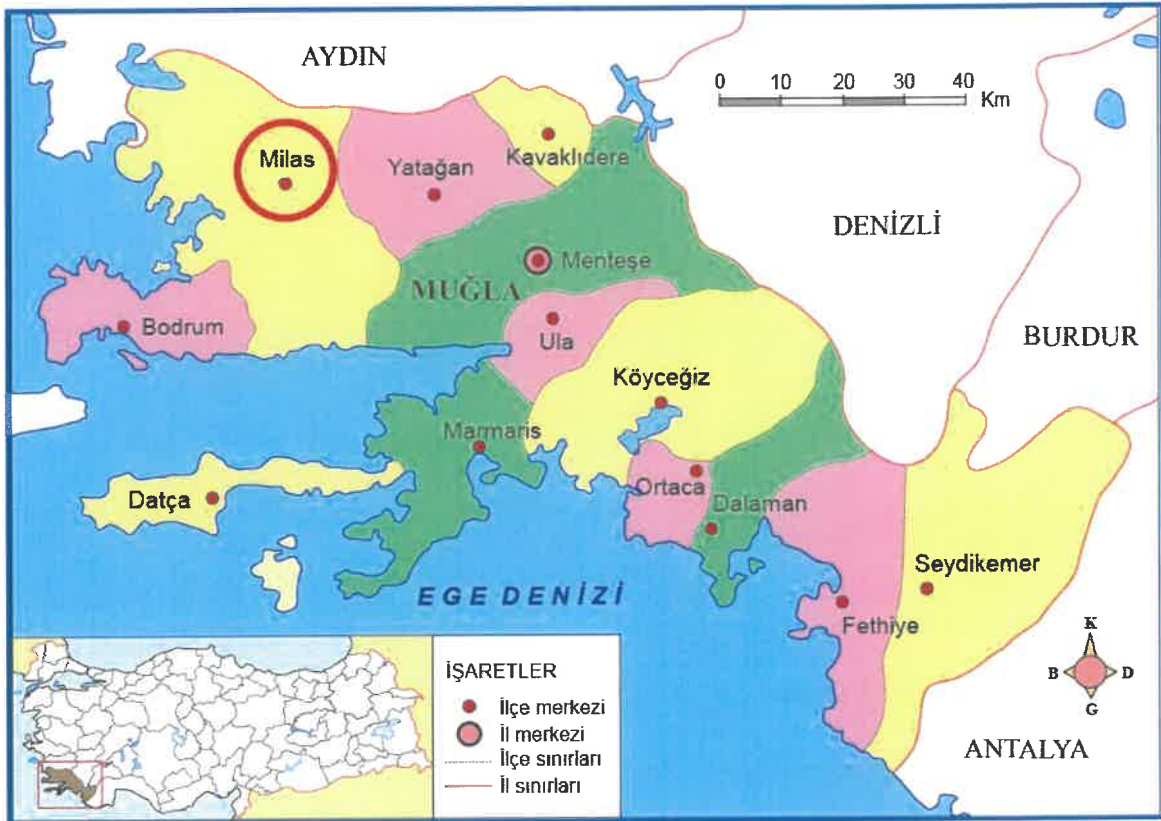 AYDIN
0 10 20 30 40
Km
Kavaklıdere
Milas
Yatağan
DENİZLİ
Menteşe
MUĞLA
Bodrum
Ula
BURDUR
Köyceğiz
Marmaris
Datça
Ortaca
Dalaman
Seydikemer
EGE DENİZİ
Fethiye
K
B D
G
ANTALYA
İŞARETLER
İlçe merkezi
İl merkezi
İlçe sınırları
İl sınırları